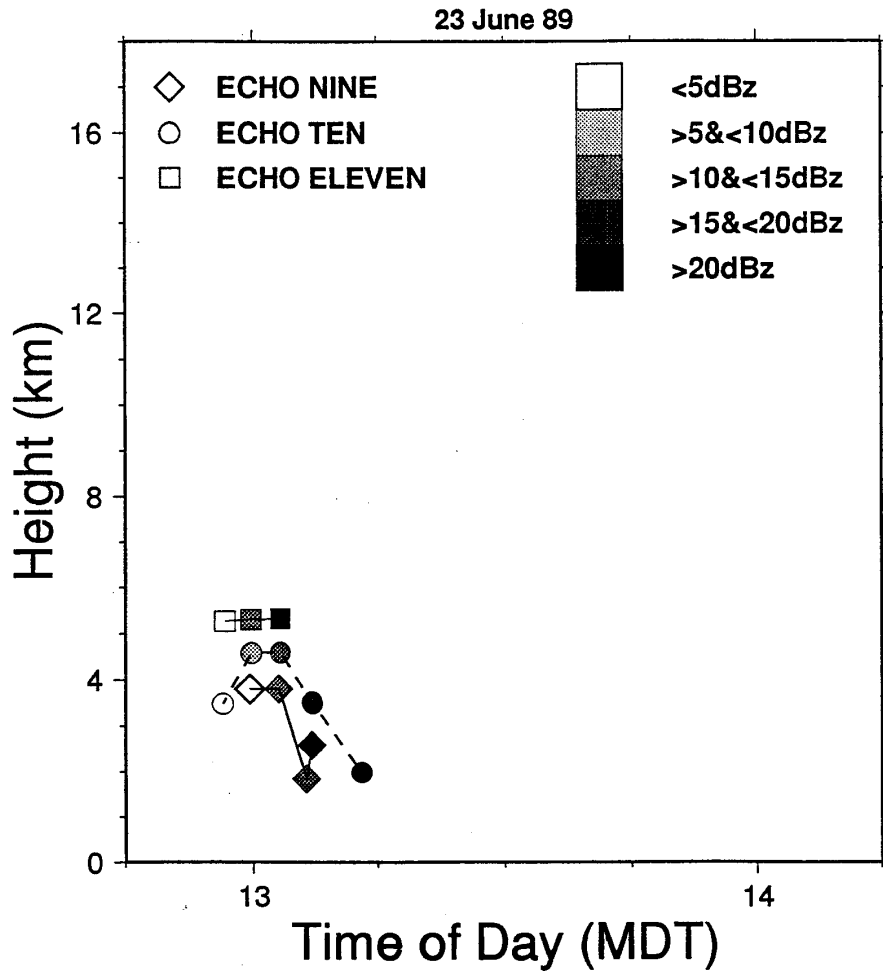 23 June 89
ECHO NINE
ECHO TEN
ECHO ELEVEN
<5dBz
>5&<10dBz
>10&<15dBz
>15&<20dBz
>20dBz
16
12
8
4
0
Height (km)
13
14
Time of Day (MDT)